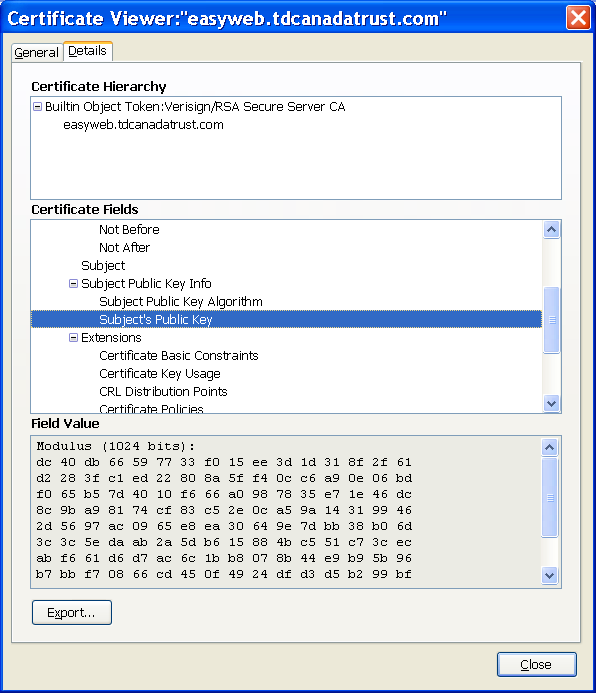 Certificate Viewer:"easyweb.tdcanadatrust.com"
General Details
Certificate Hierarchy
Builtin Object Token:Verisign/RSA Secure Server CA
easyweb.tdcanadatrust.com
Certificate Fields
Not Before
Not After
Subject
Subject Public Key Info
Subject Public Key Algorithm
Subject's Public Key
Extensions
Certificate Basic Constraints
Certificate Key Usage
CRL Distribution Points
Certificate Policies
Field Value
Modulus (1024 bits):
dc 40 db 66 59 77 33 f0 15 ee 3d 1d 31 8f 2f 61
d2 28 3f c1 ed 22 80 8a 5f f4 0c c6 a9 0e 06 bd
f0 65 b5 7d 40 10 f6 66 a0 98 78 35 e7 1e 46 dc
8c 9b a9 81 74 cf 83 c5 2e 0c a5 9a 14 31 99 46
2d 56 97 ac 09 65 e8 ea 30 64 9e 7d bb 38 b0 6d
3c 3c 5e da ab 2a 5d b6 15 88 4b c5 51 c7 3c ec
ab f6 61 d6 d7 ac 6c 1b b8 07 8b 44 e9 b9 5b 96
b7 bb f7 08 66 cd 45 0f 49 24 df d3 d5 b2 99 bf
Export...
Close